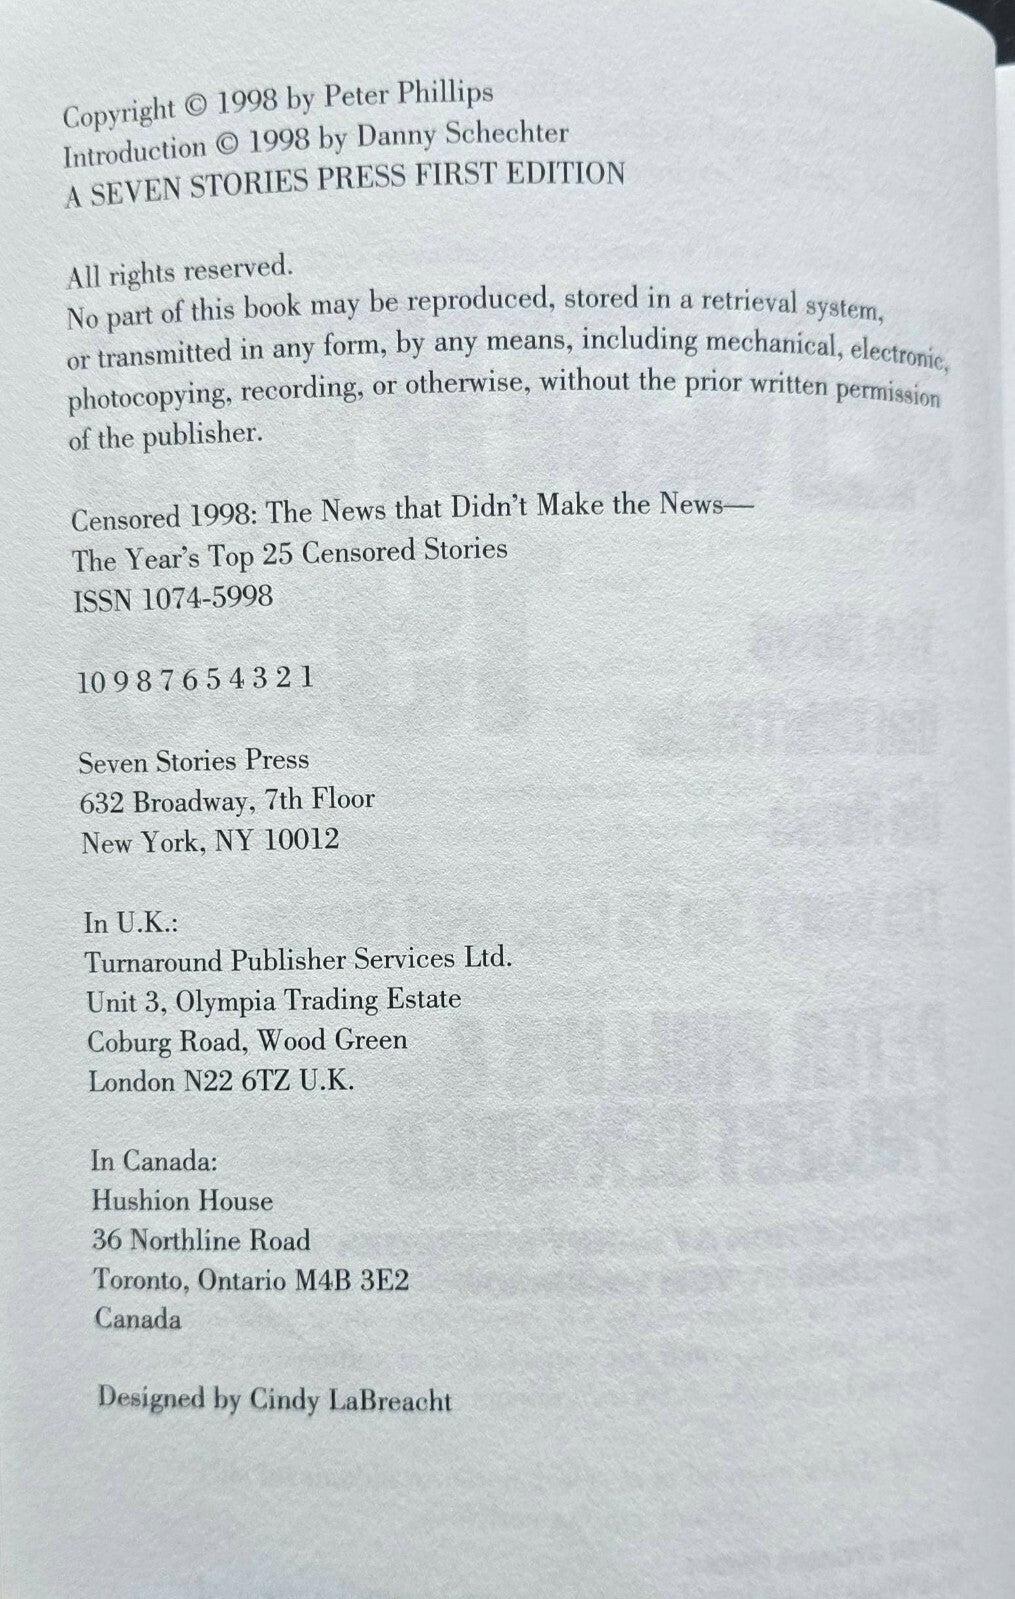 Copyright © 1998 by Peter Phillips
Introduction © 1998 by Danny Schechter
A SEVEN STORIES PRESS FIRST EDITION
All rights reserved.
No part of this book may be reproduced, stored in a retrieval system,
or transmitted in any form, by any means, including mechanical, electronic,
photocopying, recording, or otherwise, without the prior written permission
of the publisher.
Censored 1998: The News that Didn't Make the News—
The Year's Top 25 Censored Stories
ISSN 1074-5998
10 9 8 7 6 5 4 3 2 1
Seven Stories Press
632 Broadway, 7th Floor
New York, NY 10012
In U.K.:
Turnaround Publisher Services Ltd.
Unit 3, Olympia Trading Estate
Coburg Road, Wood Green
London N22 6TZ U.K.
In Canada:
Hushion House
36 Northline Road
Toronto, Ontario M4B 3E2
Canada
Designed by Cindy LaBreacht